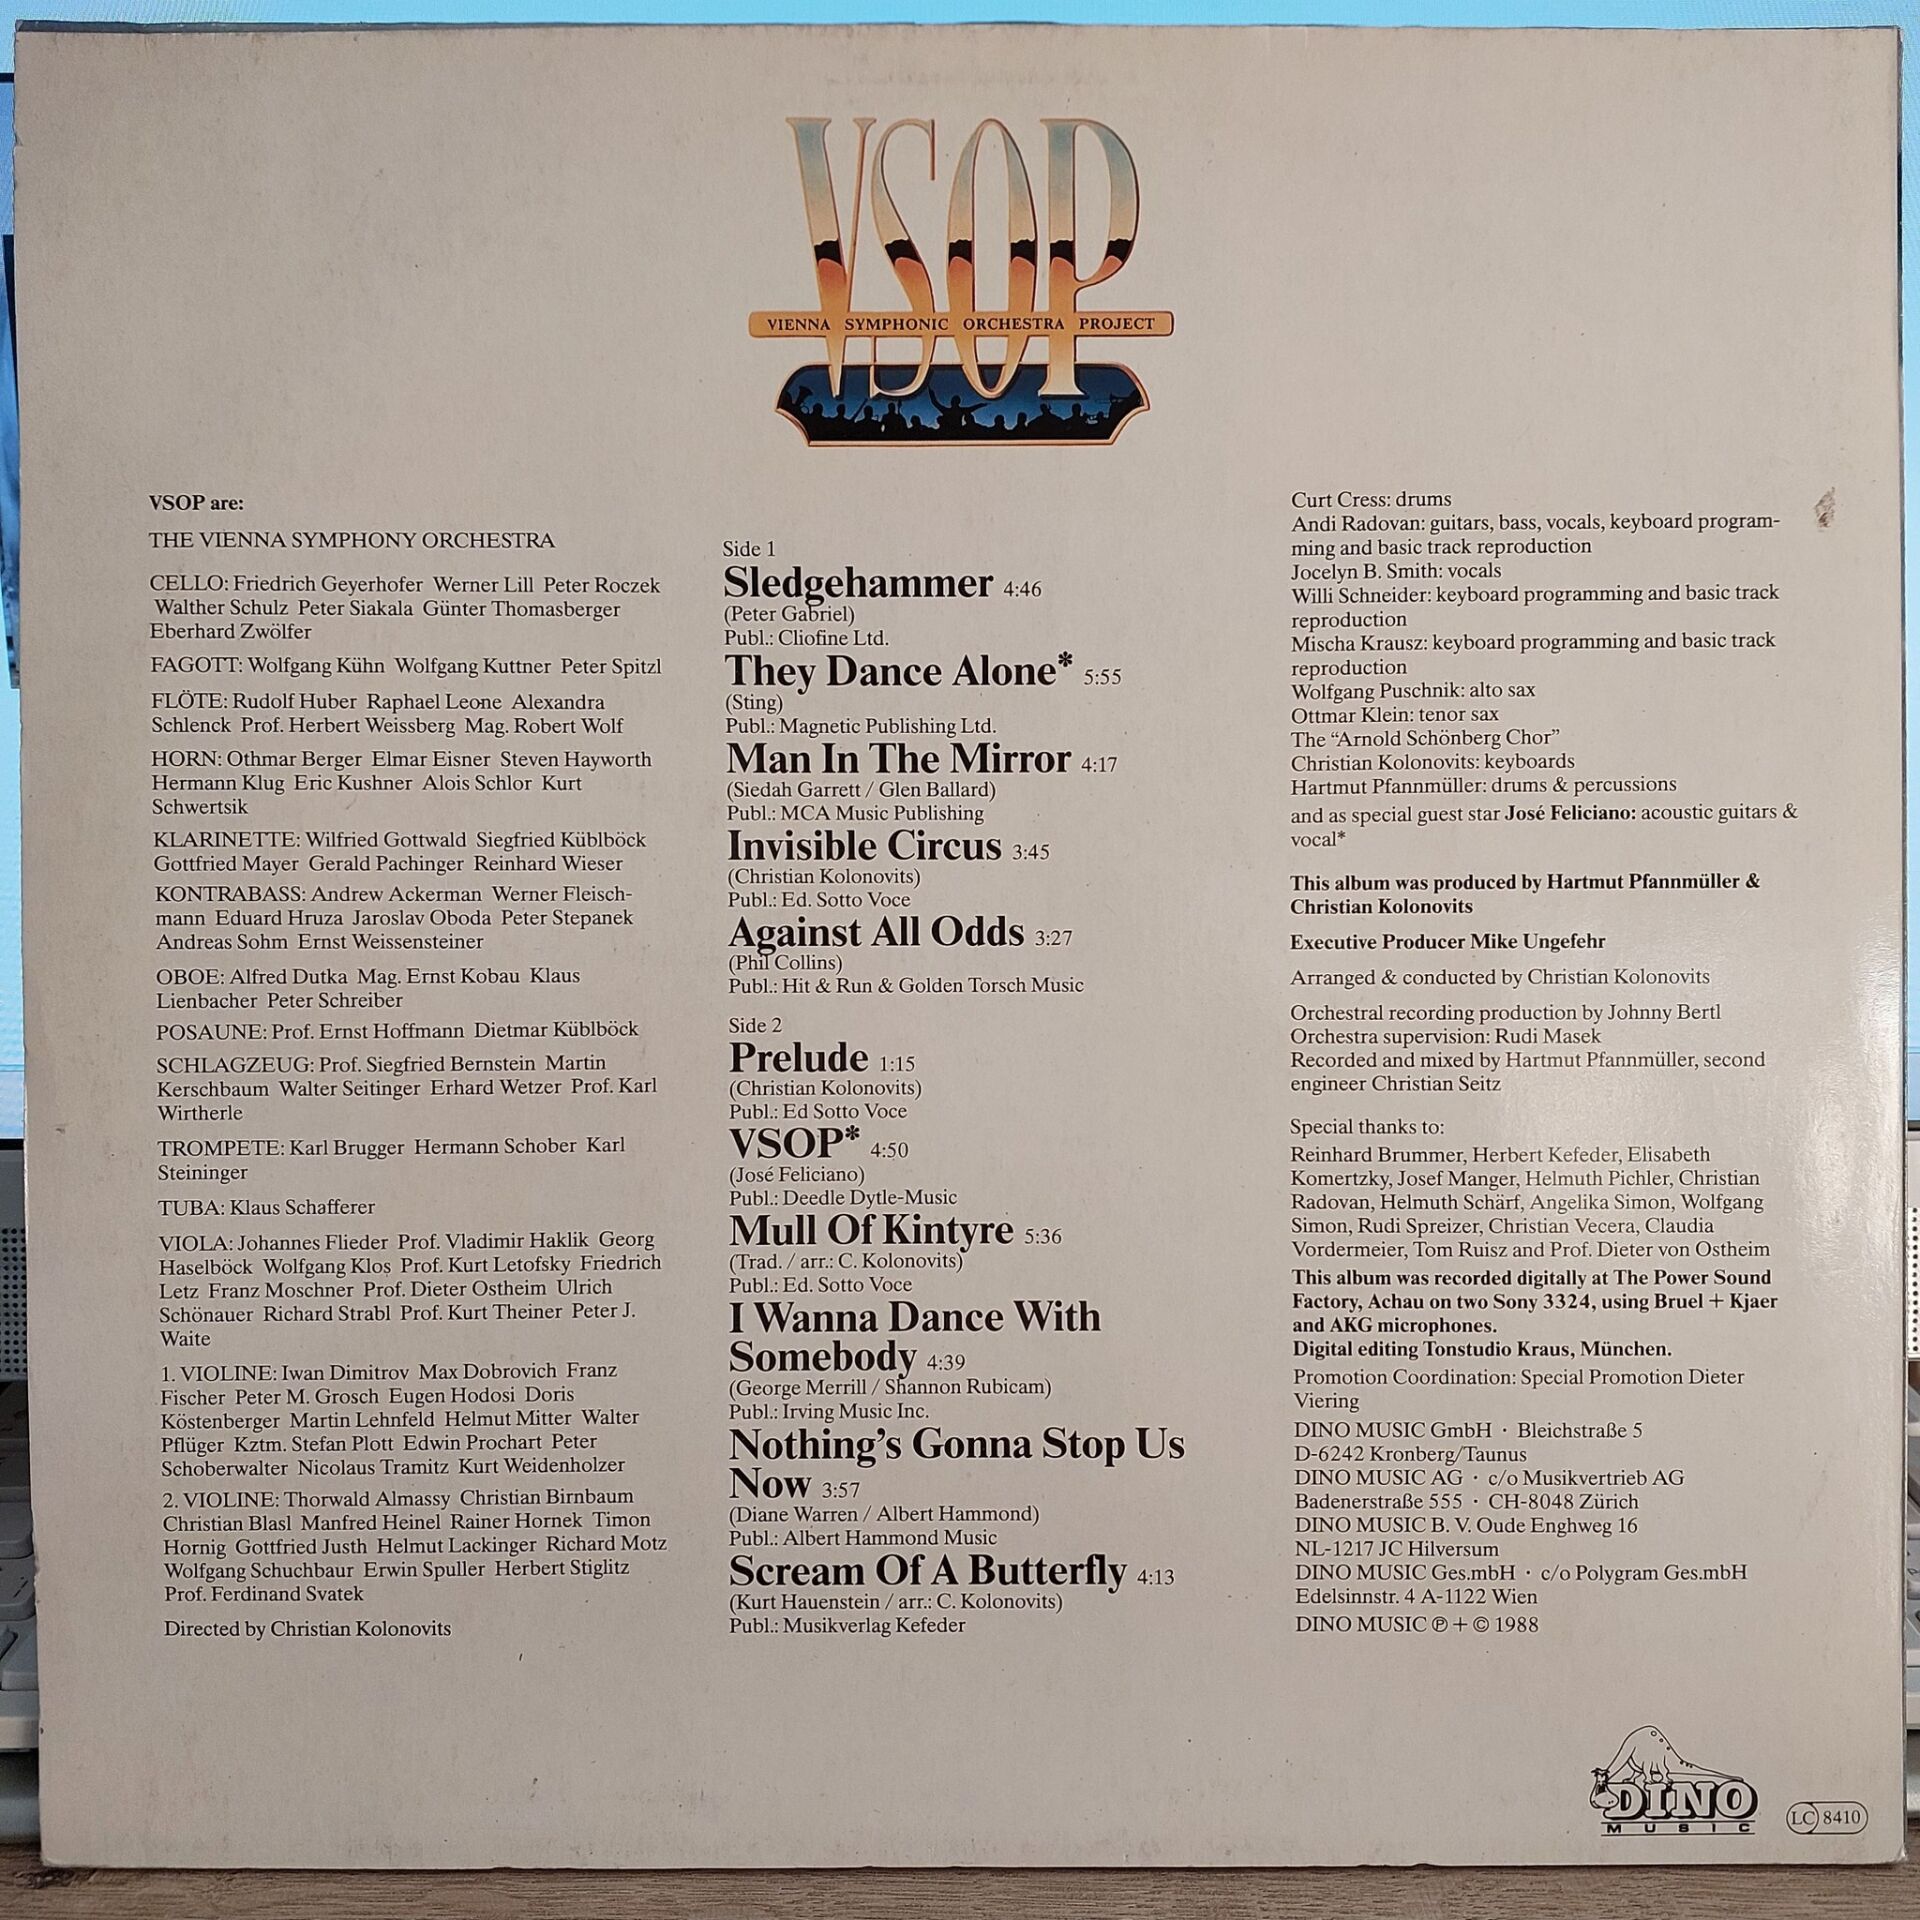 VSOP
VIENNA SYMPHONIC ORCHESTRA PROJECT
VSOP are:
THE VIENNA SYMPHONY ORCHESTRA
CELLO: Friedrich Geyerhofer Werner Lill Peter Roczek
Walther Schulz Peter Siakala Günter Thomasberger
Eberhard Zwölfer
FAGOTT: Wolfgang Kühn Wolfgang Kuttner Peter Spitzl
FLÖTE: Rudolf Huber Raphael Leone Alexandra
Schlenck Prof. Herbert Weissberg Mag. Robert Wolf
HORN: Othmar Berger Elmar Eisner Steven Hayworth
Hermann Klug Eric Kushner Alois Schlor Kurt
Schwertsik
KLARINETTE: Wilfried Gottwald Siegfried Küblböck
Gottfried Mayer Gerald Pachinger Reinhard Wieser
KONTRABASS: Andrew Ackerman Werner Fleisch-
mann Eduard Hruza Jaroslav Oboda Peter Stepanek
Andreas Sohm Ernst Weissensteiner
OBOE: Alfred Dutka Mag. Ernst Kobau Klaus
Lienbacher Peter Schreiber
POSAUNE: Prof. Ernst Hoffmann Dietmar Küblböck
SCHLAGZEUG: Prof. Siegfried Bernstein Martin
Kerschbaum Walter Seitinger Erhard Wetzer Prof. Karl
Wirtherle
TROMPETE: Karl Brugger Hermann Schober Karl
Steininger
TUBA: Klaus Schafferer
VIOLA: Johannes Flieder Prof. Vladimir Haklik Georg
Haselböck Wolfgang Klos Prof. Kurt Letofsky Friedrich
Letz Franz Moschner Prof. Dieter Ostheim Ulrich
Schönauer Richard Strabl Prof. Kurt Theiner Peter J.
Waite
1. VIOLINE: Iwan Dimitrov Max Dobrovich Franz
Fischer Peter M. Grosch Eugen Hodosi Doris
Köstenberger Martin Lehnfeld Helmut Mitter Walter
Pflüger Kztm. Stefan Plott Edwin Prochart Peter
Schoberwalter Nicolaus Tramitz Kurt Weidenholzer
2. VIOLINE: Thorwald Almassy Christian Birnbaum
Christian Blasl Manfred Heinel Rainer Hornek Timon
Hornig Gottfried Justh Helmut Lackinger Richard Motz
Wolfgang Schuchbaur Erwin Spuller Herbert Stiglitz
Prof. Ferdinand Svatek
Directed by Christian Kolonovits
Side 1
Sledgehammer 4:46
(Peter Gabriel)
Publ.: Cliofine Ltd.
They Dance Alone* 5:55
(Sting)
Publ.: Magnetic Publishing Ltd.
Man In The Mirror 4:17
(Siedah Garrett / Glen Ballard)
Publ.: MCA Music Publishing
Invisible Circus 3:45
(Christian Kolonovits)
Publ.: Ed. Sotto Voce
Against All Odds 3:27
(Phil Collins)
Publ.: Hit & Run & Golden Torsch Music
Side 2
Prelude 1:15
(Christian Kolonovits)
Publ.: Ed Sotto Voce
VSOP* 4:50
(José Feliciano)
Publ.: Deedle Dytle-Music
Mull Of Kintyre 5:36
(Trad. / arr.: C. Kolonovits)
Publ.: Ed. Sotto Voce
I Wanna Dance With
Somebody 4:39
(George Merrill / Shannon Rubicam)
Publ.: Irving Music Inc.
Nothing's Gonna Stop Us
Now 3:57
(Diane Warren / Albert Hammond)
Publ.: Albert Hammond Music
Scream Of A Butterfly 4:13
(Kurt Hauenstein / arr.: C. Kolonovits)
Publ.: Musikverlag Kefeder
Curt Cress: drums
Andi Radovan: guitars, bass, vocals, keyboard program-
ming and basic track reproduction
Jocelyn B. Smith: vocals
Willi Schneider: keyboard programming and basic track
reproduction
Mischa Krausz: keyboard programming and basic track
reproduction
Wolfgang Puschnik: alto sax
Ottmar Klein: tenor sax
The “Arnold Schönberg Chor”
Christian Kolonovits: keyboards
Hartmut Pfannmüller: drums & percussions
and as special guest star José Feliciano: acoustic guitars &
vocal*
This album was produced by Hartmut Pfannmüller &
Christian Kolonovits
Executive Producer Mike Ungefehr
Arranged & conducted by Christian Kolonovits
Orchestral recording production by Johnny Bertl
Orchestra supervision: Rudi Masek
Recorded and mixed by Hartmut Pfannmüller, second
engineer Christian Seitz
Special thanks to:
Reinhard Brummer, Herbert Kefeder, Elisabeth
Komertzky, Josef Manger, Helmuth Pichler, Christian
Radovan, Helmuth Schärf, Angelika Simon, Wolfgang
Simon, Rudi Spreizer, Christian Vecera, Claudia
Vordermeier, Tom Ruisz and Prof. Dieter von Ostheim
This album was recorded digitally at The Power Sound
Factory, Achau on two Sony 3324, using Bruel + Kjaer
and AKG microphones.
Digital editing Tonstudio Kraus, München.
Promotion Coordination: Special Promotion Dieter
Viering
DINO MUSIC GmbH · Bleichstraße 5
D-6242 Kronberg/Taunus
DINO MUSIC AG · c/o Musikvertrieb AG
Badenerstraße 555 · CH-8048 Zürich
DINO MUSIC B. V. Oude Enghweg 16
NL-1217 JC Hilversum
DINO MUSIC Ges.mbH · c/o Polygram Ges.mbH
Edelsinnstr. 4 A-1122 Wien
DINO MUSIC ℗ + © 1988
DINO
MUSIC
LC 8410